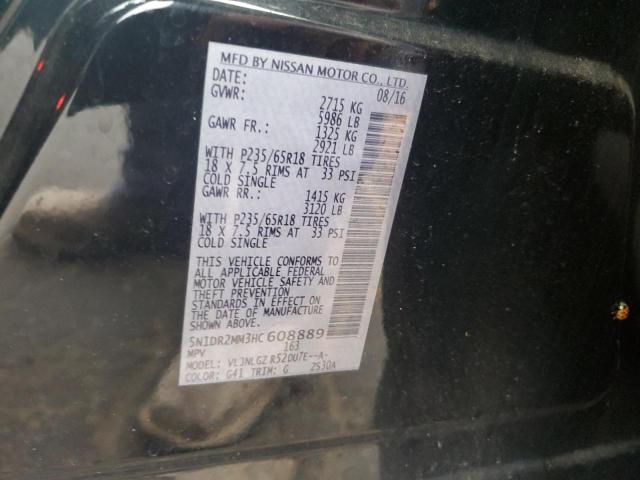 MFD BY NISSAN MOTOR CO., LTD.
DATE: 08/16
GVWR: 2715 KG
5986 LB
GAWR FR.: 1325 KG
2921 LB
WITH P235/65R18 TIRES
18 X 7.5 RIMS AT 33 PSI
COLD SINGLE
GAWR RR.: 1415 KG
3120 LB
WITH P235/65R18 TIRES
18 X 7.5 RIMS AT 33 PSI
COLD SINGLE
THIS VEHICLE CONFORMS TO
ALL APPLICABLE FEDERAL
MOTOR VEHICLE SAFETY AND
THEFT PREVENTION
STANDARDS IN EFFECT ON
THE DATE OF MANUFACTURE
SHOWN ABOVE.
5N1DR2MM3HC608889
MPV 163
MODEL: VLJNLGZ R52DU7E--A-
COLOR: G41 TRIM: G ZS30A